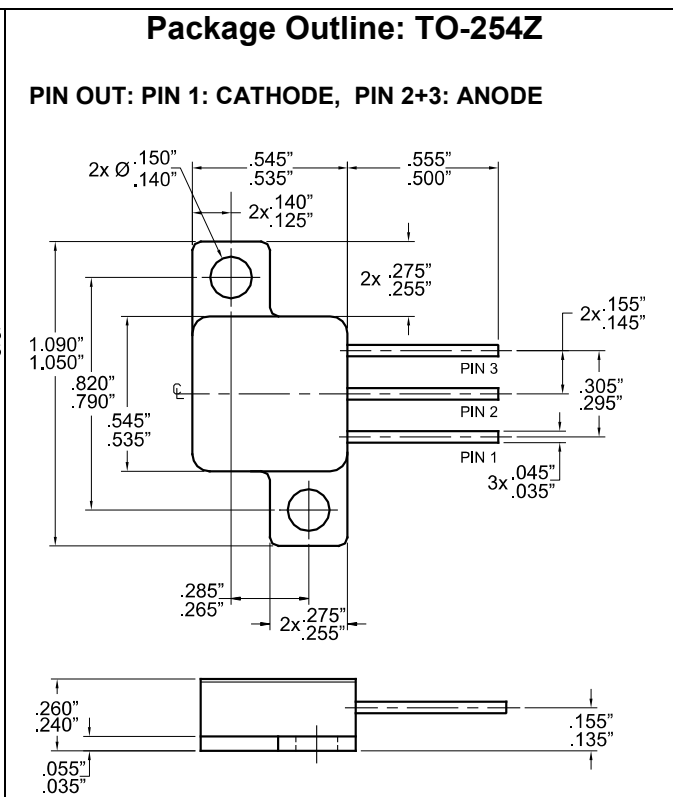 Package Outline: TO-254Z
PIN OUT: PIN 1: CATHODE, PIN 2+3: ANODE
2x Ø .150”
.140”
.545”
.535”
.555”
.500”
2x .140”
.125”
2x .275”
.255”
2x .155”
.145”
1.090”
1.050”
.820”
.790”
.545”
.535”
PIN 3
PIN 2
PIN 1
.305”
.295”
3x .045”
.035”
.285”
.265”
2x .275”
.255”
.260”
.240”
.055”
.035”
.155”
.135”